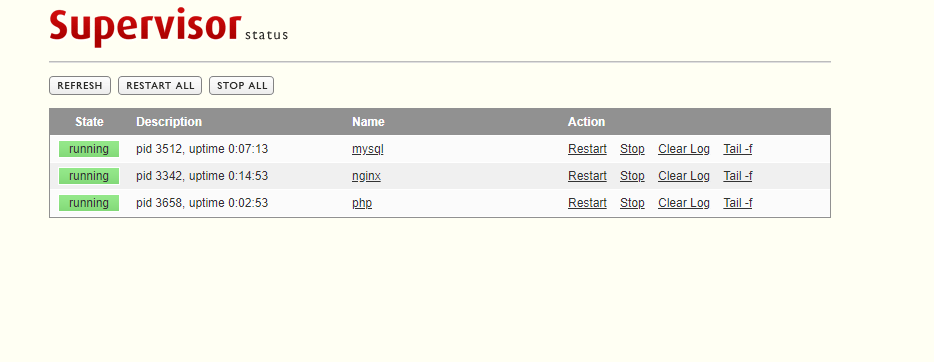 Supervisor status
REFRESH RESTART ALL STOP ALL
State Description Name Action
running pid 3512, uptime 0:07:13 mysql Restart Stop Clear Log Tail -f
running pid 3342, uptime 0:14:53 nginx Restart Stop Clear Log Tail -f
running pid 3658, uptime 0:02:53 php Restart Stop Clear Log Tail -f